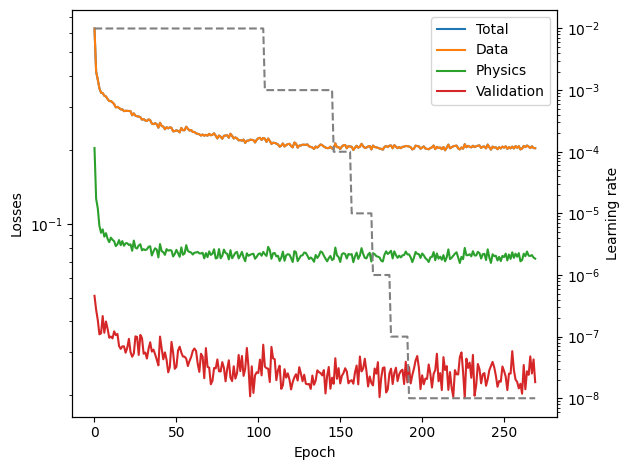 Total
Data
Physics
Validation
Losses
10⁻¹
10⁻²
10⁻³
10⁻⁴
10⁻⁵
10⁻⁶
10⁻⁷
10⁻⁸
Learning rate
0 50 100 150 200 250
Epoch